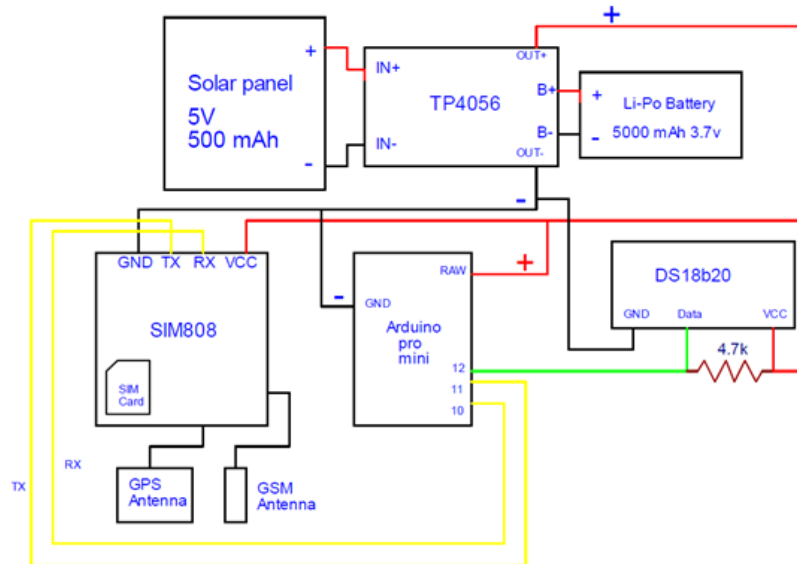 +
OUT+
Solar panel
5V
500 mAh
+
-
IN+
IN-
TP4056
B+
B-
OUT-
+
-
Li-Po Battery
5000 mAh 3.7v
-
GND TX RX VCC
SIM808
SIM
Card
-
RAW
+
GND
Arduino
pro
mini
12
11
10
DS18b20
GND Data VCC
4.7k
TX
RX
GPS
Antenna
GSM
Antenna